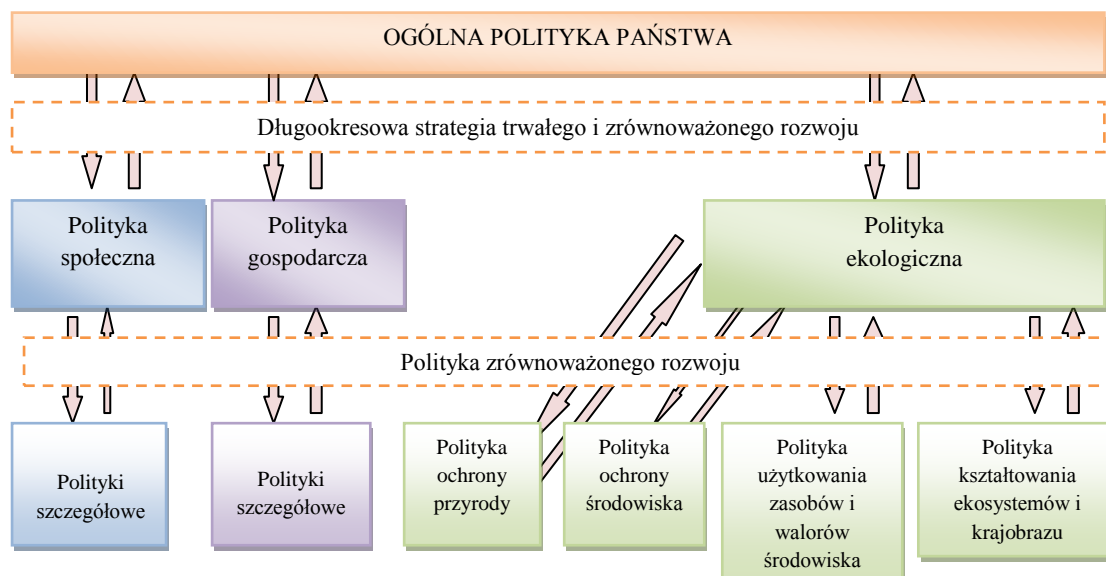 OGÓLNA POLITYKA PAŃSTWA
Długookresowa strategia trwałego i zrównoważonego rozwoju
Polityka
społeczna
Polityka
gospodarcza
Polityka
ekologiczna
Polityka zrównoważonego rozwoju
Polityki
szczegółowe
Polityki
szczegółowe
Polityka
ochrony
przyrody
Polityka
ochrony
środowiska
Polityka
użytkowania
zasobów i
walorów
środowiska
Polityka
kształtowania
ekosystemów i
krajobrazu